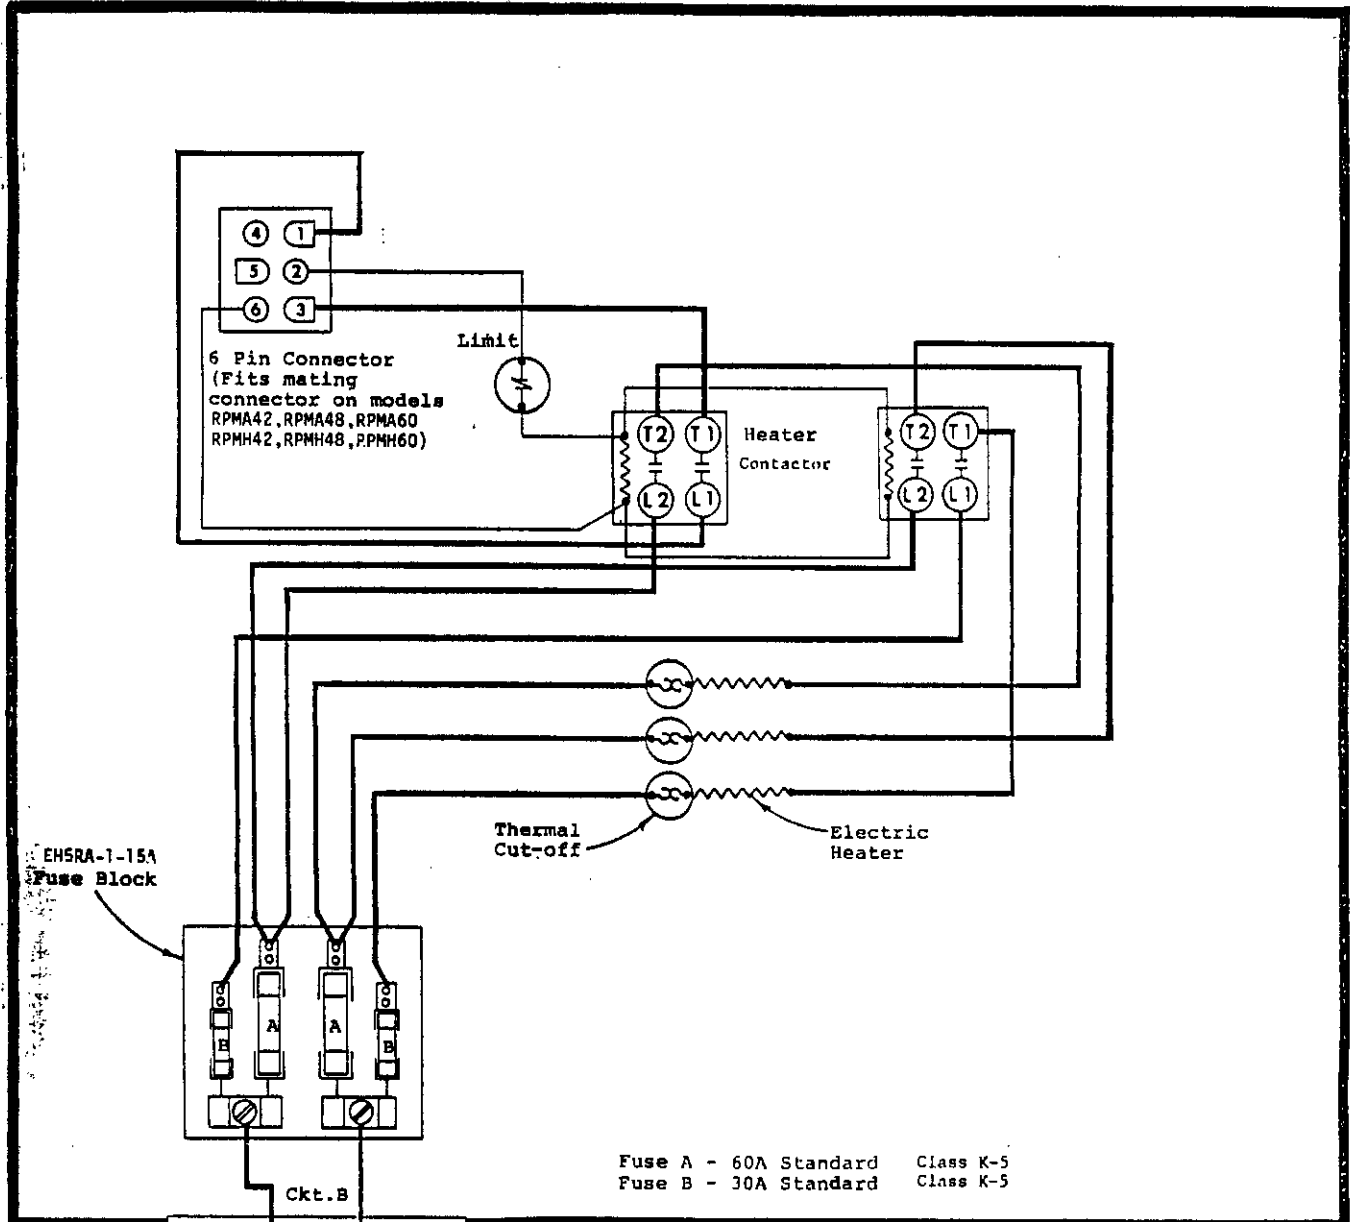 4 1
5 2
6 3
6 Pin Connector
(Fits mating
connector on models
RPMA42,RPMA48,RPMA60
RPMH42,RPMH48,RPMH60)
Limit
T2 T1
L2 L1
Heater
Contactor
T2 T1
L2 L1
Thermal
Cut-off
Electric
Heater
EH5RA-1-15A
Fuse Block
B
A
A
B
Ckt.B
Fuse A - 60A Standard Class K-5
Fuse B - 30A Standard Class K-5